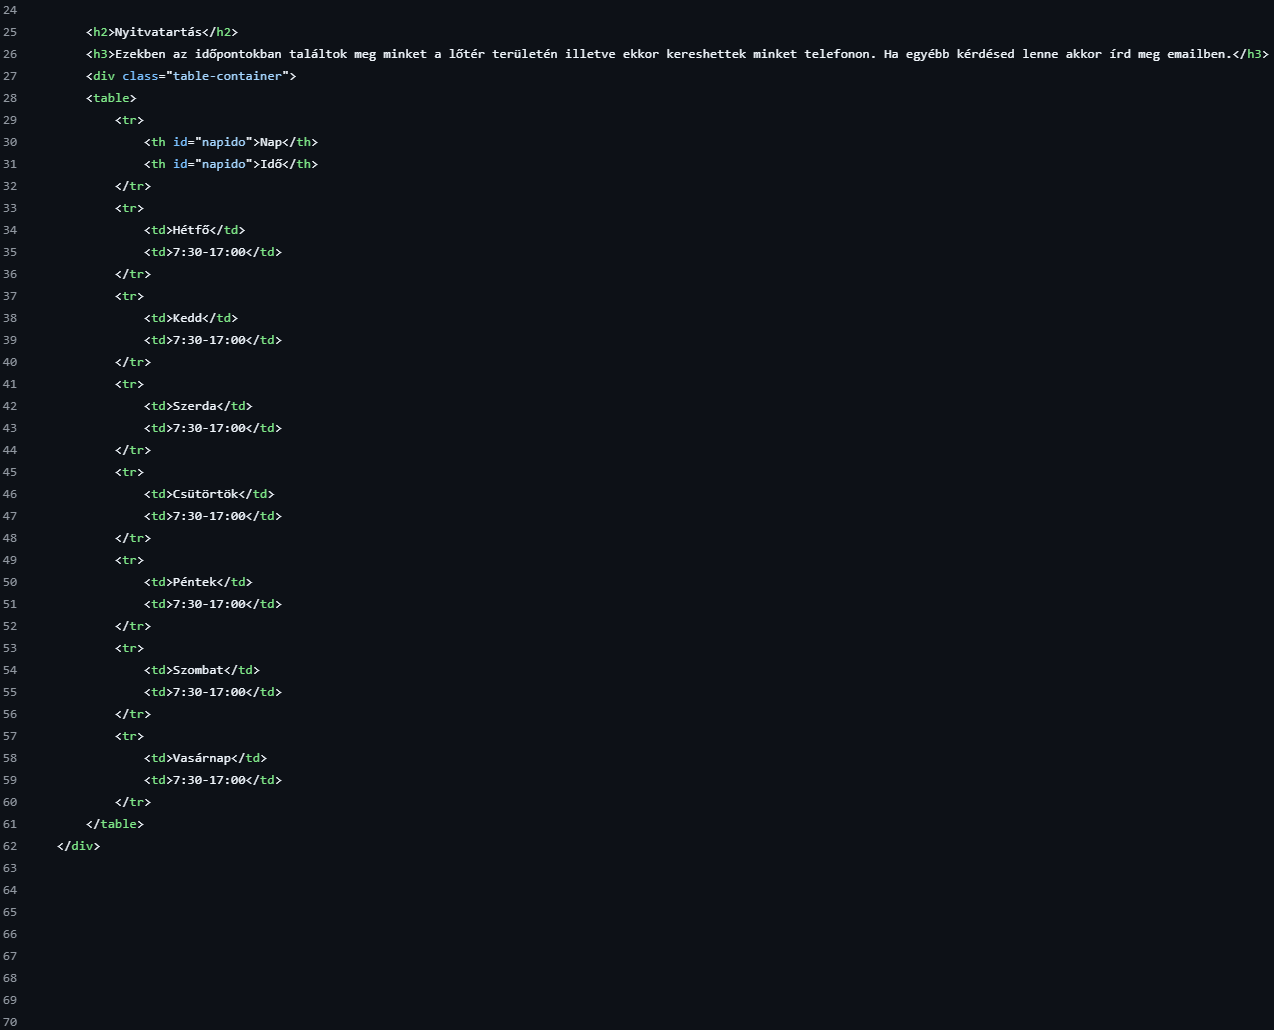 24
25 <h2>Nyitvatartás</h2>
26 <h3>Ezekben az időpontokban találtok meg minket a lőtér területén illetve ekkor kereshettek minket telefonon. Ha egyébb kérdésed lenne akkor írd meg emailben.</h3>
27 <div class="table-container">
28 <table>
29 <tr>
30 <th id="napido">Nap</th>
31 <th id="napido">Idő</th>
32 </tr>
33 <tr>
34 <td>Hétfő</td>
35 <td>7:30-17:00</td>
36 </tr>
37 <tr>
38 <td>Kedd</td>
39 <td>7:30-17:00</td>
40 </tr>
41 <tr>
42 <td>Szerda</td>
43 <td>7:30-17:00</td>
44 </tr>
45 <tr>
46 <td>Csütörtök</td>
47 <td>7:30-17:00</td>
48 </tr>
49 <tr>
50 <td>Péntek</td>
51 <td>7:30-17:00</td>
52 </tr>
53 <tr>
54 <td>Szombat</td>
55 <td>7:30-17:00</td>
56 </tr>
57 <tr>
58 <td>Vasárnap</td>
59 <td>7:30-17:00</td>
60 </tr>
61 </table>
62 </div>
63
64
65
66
67
68
69
70